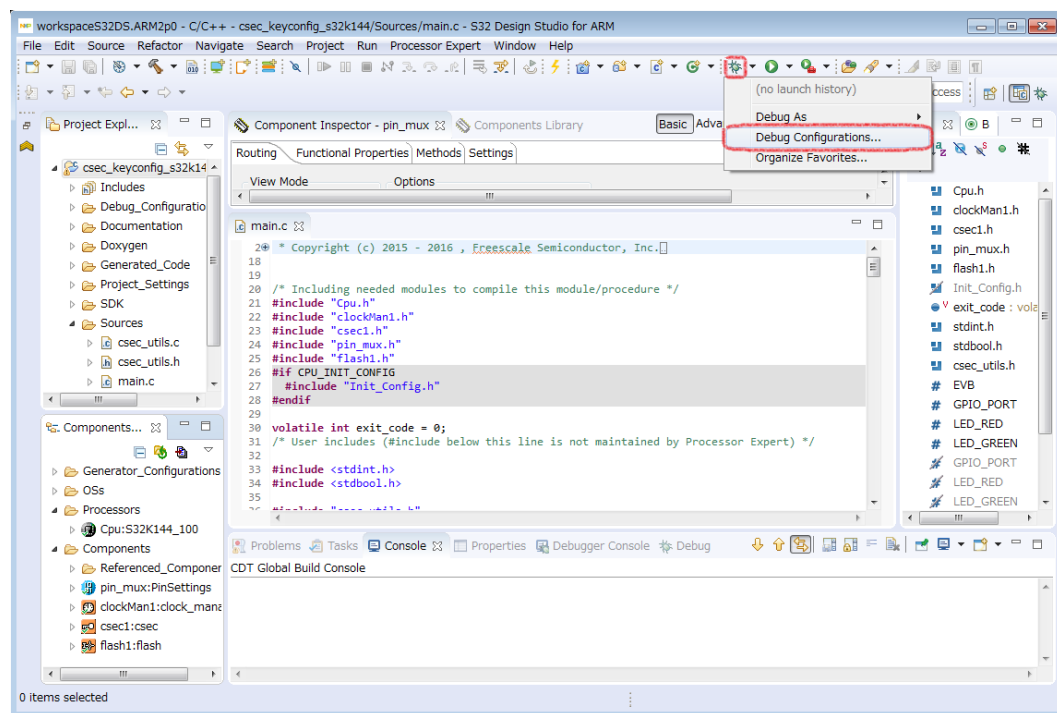 workspaceS32DS.ARM2p0 - C/C++ - csec_keyconfig_s32k144/Sources/main.c - S32 Design Studio for ARM
File Edit Source Refactor Navigate Search Project Run Processor Expert Window Help
(no launch history)
Debug As
Debug Configurations...
Organize Favorites...
ccess
Project Expl...
csec_keyconfig_s32k14
Includes
Debug_Configuratio
Documentation
Doxygen
Generated_Code
Project_Settings
SDK
Sources
csec_utils.c
csec_utils.h
main.c
Component Inspector - pin_mux Components Library Basic Adva
Routing Functional Properties Methods Settings
View Mode Options
main.c
2 * Copyright (c) 2015 - 2016 , Freescale Semiconductor, Inc.
18
19
20 /* Including needed modules to compile this module/procedure */
21 #include "Cpu.h"
22 #include "clockMan1.h"
23 #include "csec1.h"
24 #include "pin_mux.h"
25 #include "flash1.h"
26 #if CPU_INIT_CONFIG
27 #include "Init_Config.h"
28 #endif
29
30 volatile int exit_code = 0;
31 /* User includes (#include below this line is not maintained by Processor Expert) */
32
33 #include <stdint.h>
34 #include <stdbool.h>
35
36 #include "csec_utils.h"
B
Cpu.h
clockMan1.h
csec1.h
pin_mux.h
flash1.h
Init_Config.h
exit_code : vola
stdint.h
stdbool.h
csec_utils.h
EVB
GPIO_PORT
LED_RED
LED_GREEN
GPIO_PORT
LED_RED
LED_GREEN
Components...
Generator_Configurations
OSs
Processors
Cpu:S32K144_100
Components
Referenced_Componer
pin_mux:PinSettings
clockMan1:clock_mana
csec1:csec
flash1:flash
Problems Tasks Console Properties Debugger Console Debug
CDT Global Build Console
0 items selected